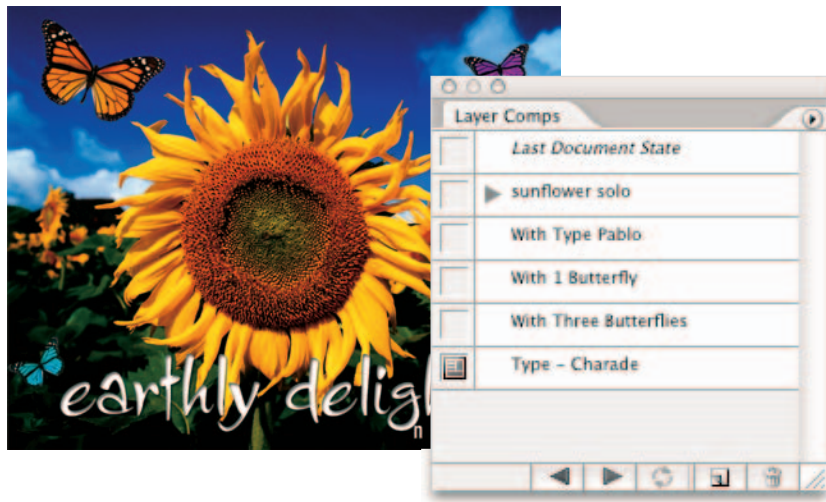 earthly deligh
n
Layer Comps
Last Document State
sunflower solo
With Type Pablo
With 1 Butterfly
With Three Butterflies
Type – Charade